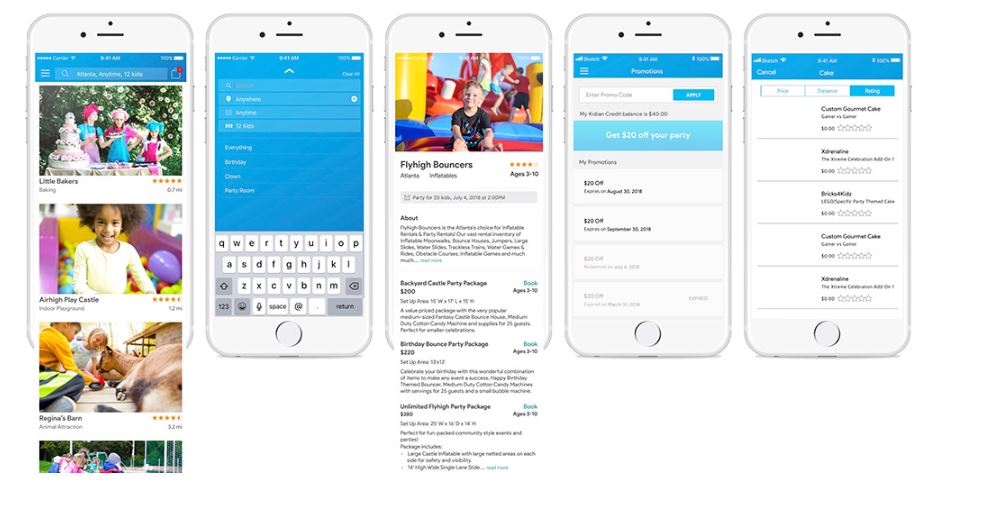 Carrier
9:41 AM
100%
Atlanta, Anytime, 12 kids
Little Bakers
Baking
0.7 mi
Airhigh Play Castle
Indoor Playground
1.2 mi
Regina's Barn
Animal Attraction
3.2 mi
Carrier
9:41 AM
100%
Clear All
Search
Anywhere
Anytime
12 Kids
Everything
Birthday
Clown
Party Room
q w e r t y u i o p
a s d f g h j k l
z x c v b n m
123
space
@
.
return
Carrier
9:41 AM
100%
Flyhigh Bouncers
Atlanta
Inflatables
Ages 3-10
Party for 20 kids, July 4, 2018 at 2:00PM
About
Flyhigh Bouncers is the Atlanta's choice for Inflatable
Rentals & Party Rentals! Our vast rental inventory of
Inflatable Moonwalks, Bounce Houses, Jumpers, Large
Slides, Water Slides, Trackless Trains, Water Games &
Rides, Obstacle Courses, Inflatable Games and much
much.... read more
Backyard Castle Party Package
Book
$200
Ages 3-10
Set Up Area: 15' W x 17' L x 15' H
A value priced package with the very popular
medium-sized Fantasy Castle Bounce House, Medium
Duty Cotton Candy Machine and supplies for 25 guests.
Perfect for smaller celebrations.
Birthday Bounce Party Package
Book
$220
Ages 3-10
Set Up Area: 13'x13'
Celebrate your birthday with this wonderful combination
of items to make any event a success. Happy Birthday
Themed Bouncer, Medium Duty Cotton Candy Machines
with servings for 25 guests and a small bubble machine.
Unlimited Flyhigh Party Package
Book
$380
Ages 3-10
Set Up Area: 25' W x 16' D x 14' H
Perfect for fun-packed community style events and
parties!
Package includes:
• Large Castle Inflatable with large netted areas on each
side for safety and visibility.
• 14' High Wide Single Lane Slide.... read more
Sketch
9:41 AM
100%
Promotions
Enter Promo Code
APPLY
My Kidian Credit balance is $40.00
Get $20 off your party
My Promotions
$20 Off
Expires on August 30, 2018
$20 Off
Expires on September 30, 2018
$20 Off
Redeemed on July 4, 2018
$20 Off
Expired on March 31, 2018
EXPIRED
Sketch
9:41 AM
100%
Cancel
Cake
Price
Distance
Rating
Custom Gourmet Cake
Gamer vs Gamer
$0.00
Xdrenaline
The Xtreme Celebration Add-On 1
$0.00
Bricks4Kidz
LEGO/Specific Party Themed Cake
$0.00
Custom Gourmet Cake
Gamer vs Gamer
$0.00
Xdrenaline
The Xtreme Celebration Add-On 1
$0.00